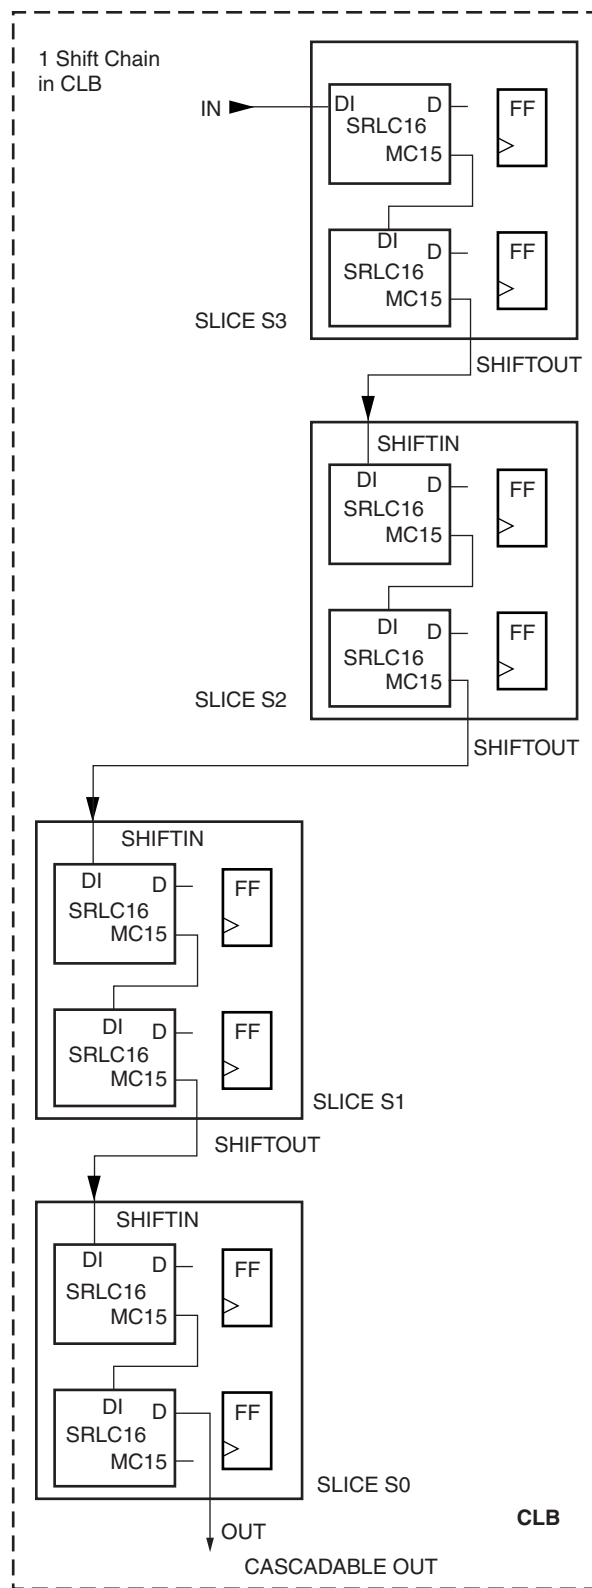 1 Shift Chain
in CLB
IN
DI
D
SRLC16
MC15
FF
DI
D
SRLC16
MC15
FF
SLICE S3
SHIFTOUT
SHIFTIN
DI
D
SRLC16
MC15
FF
DI
D
SRLC16
MC15
FF
SLICE S2
SHIFTOUT
SHIFTIN
DI
D
SRLC16
MC15
FF
DI
D
SRLC16
MC15
FF
SLICE S1
SHIFTOUT
SHIFTIN
DI
D
SRLC16
MC15
FF
DI
D
SRLC16
MC15
FF
SLICE S0
OUT
CLB
CASCADABLE OUT